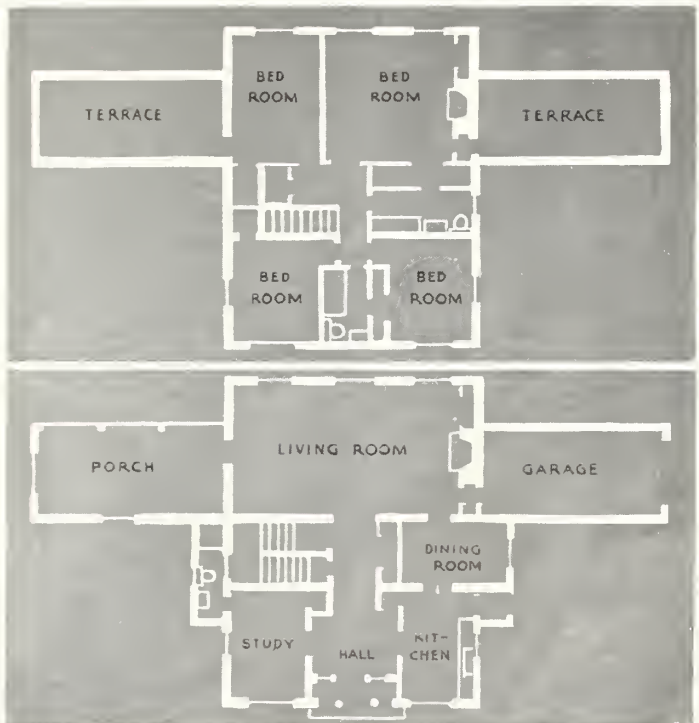 BED
ROOM
BED
ROOM
TERRACE
TERRACE
BED
ROOM
BED
ROOM
LIVING ROOM
PORCH
GARAGE
DINING
ROOM
STUDY
HALL
KIT-
CHEN